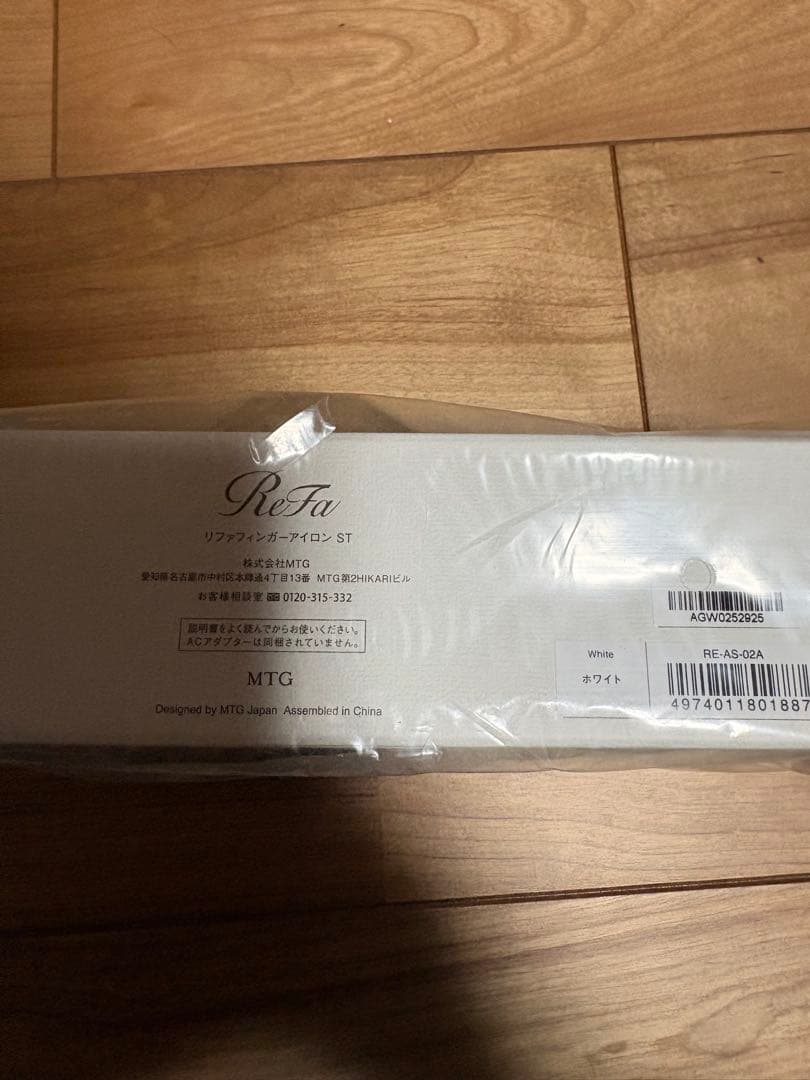 ReFa
リファフィンガーアイロン ST
株式会社MTG
愛知県名古屋市中村区本陣通4丁目13番 MTG第2HIKARIビル
お客様相談室 0120-315-332
説明書をよく読んでからお使いください。
ACアダプターは同梱されていません。
MTG
Designed by MTG Japan Assembled in China
AGW0252925
White
ホワイト
RE-AS-02A
4974011801887